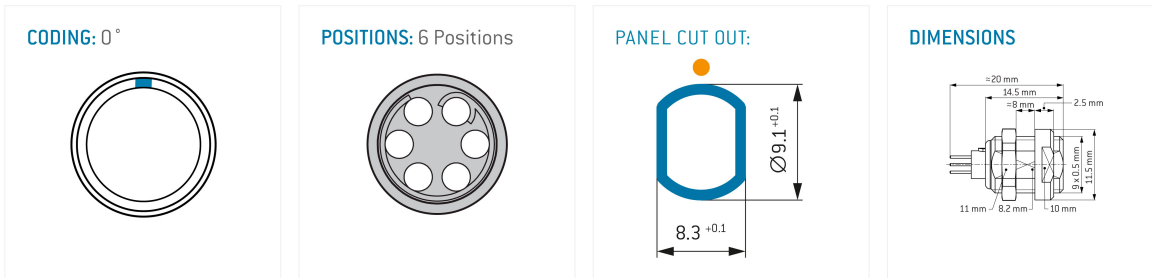 CODING: 0°
POSITIONS: 6 Positions
PANEL CUT OUT:
Ø9.1+0.1
8.3 +0.1
DIMENSIONS
≈20 mm
14.5 mm
≈8 mm
2.5 mm
9 x 0.5 mm
11.5 mm
11 mm
8.2 mm
10 mm